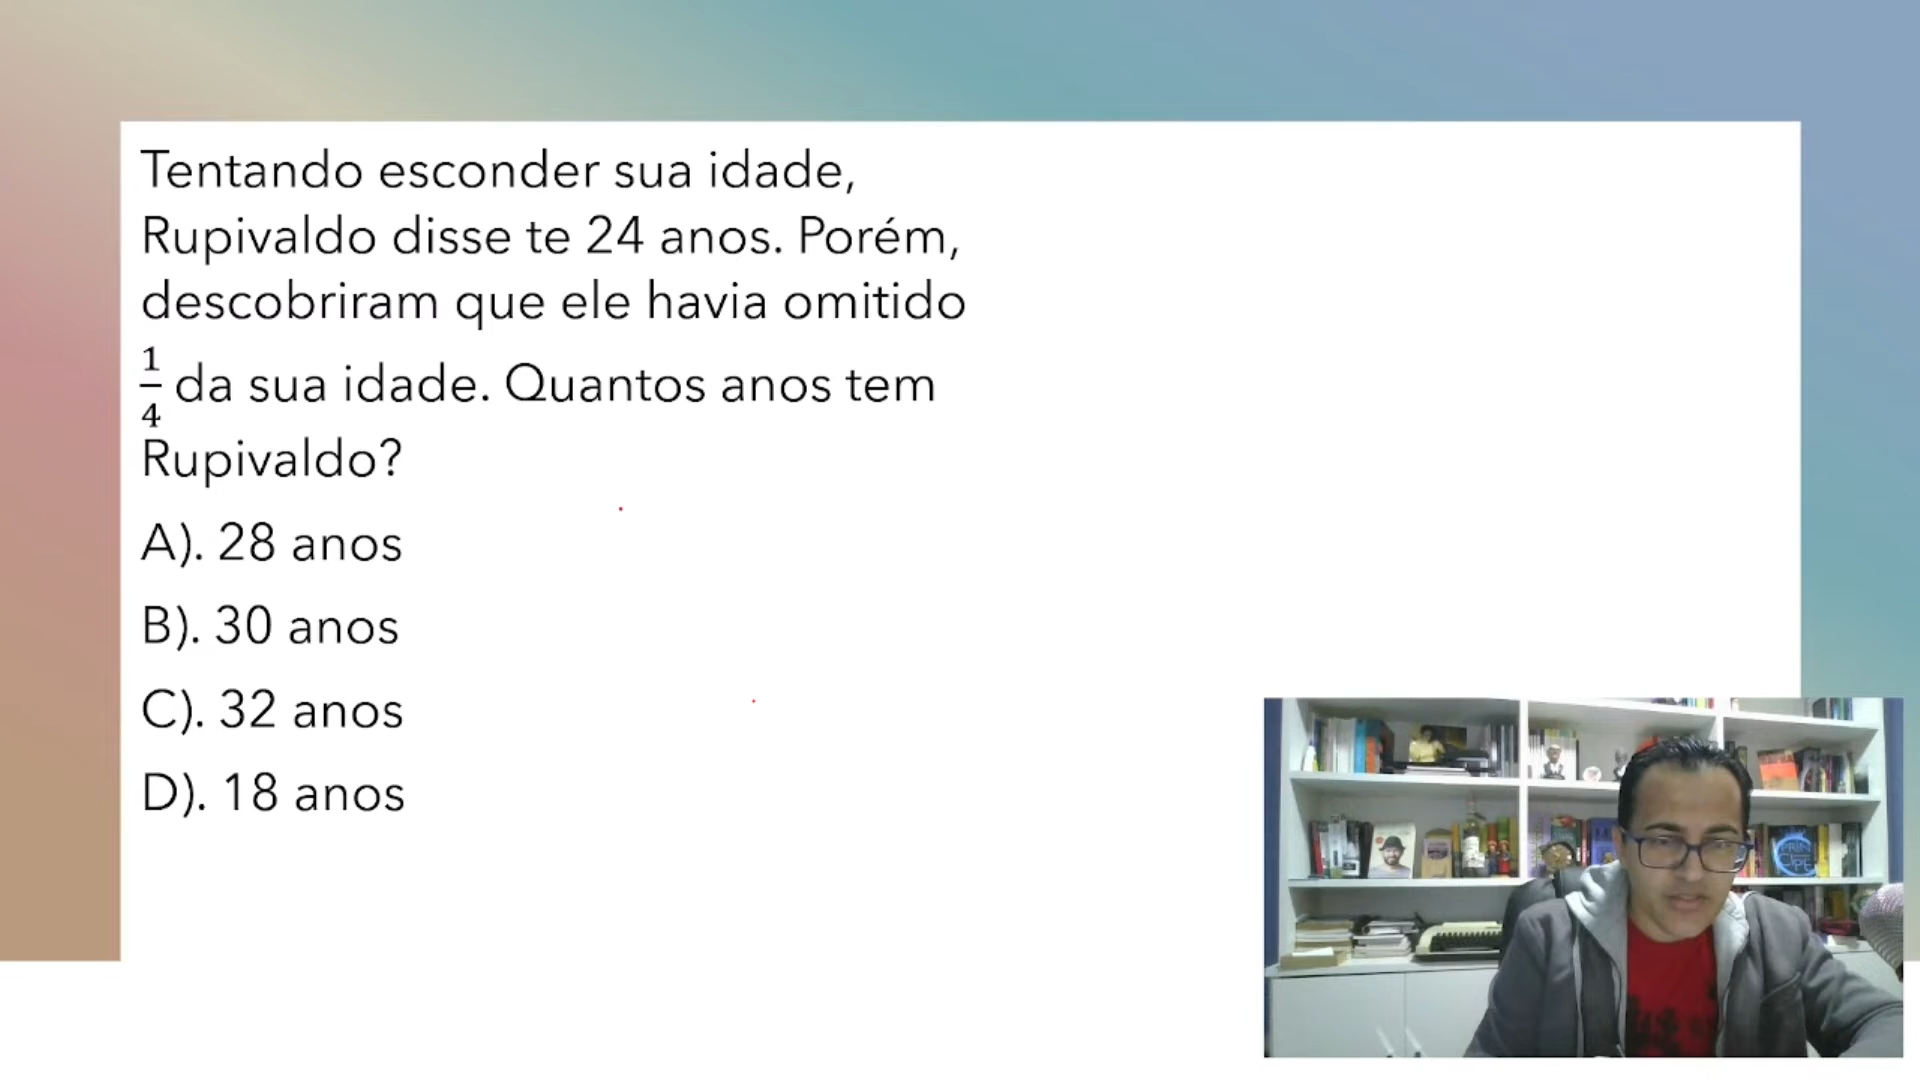 Tentando esconder sua idade,
Rupivaldo disse te 24 anos. Porém,
descobriram que ele havia omitido
1/4 da sua idade. Quantos anos tem
Rupivaldo?
A). 28 anos
B). 30 anos
C). 32 anos
D). 18 anos